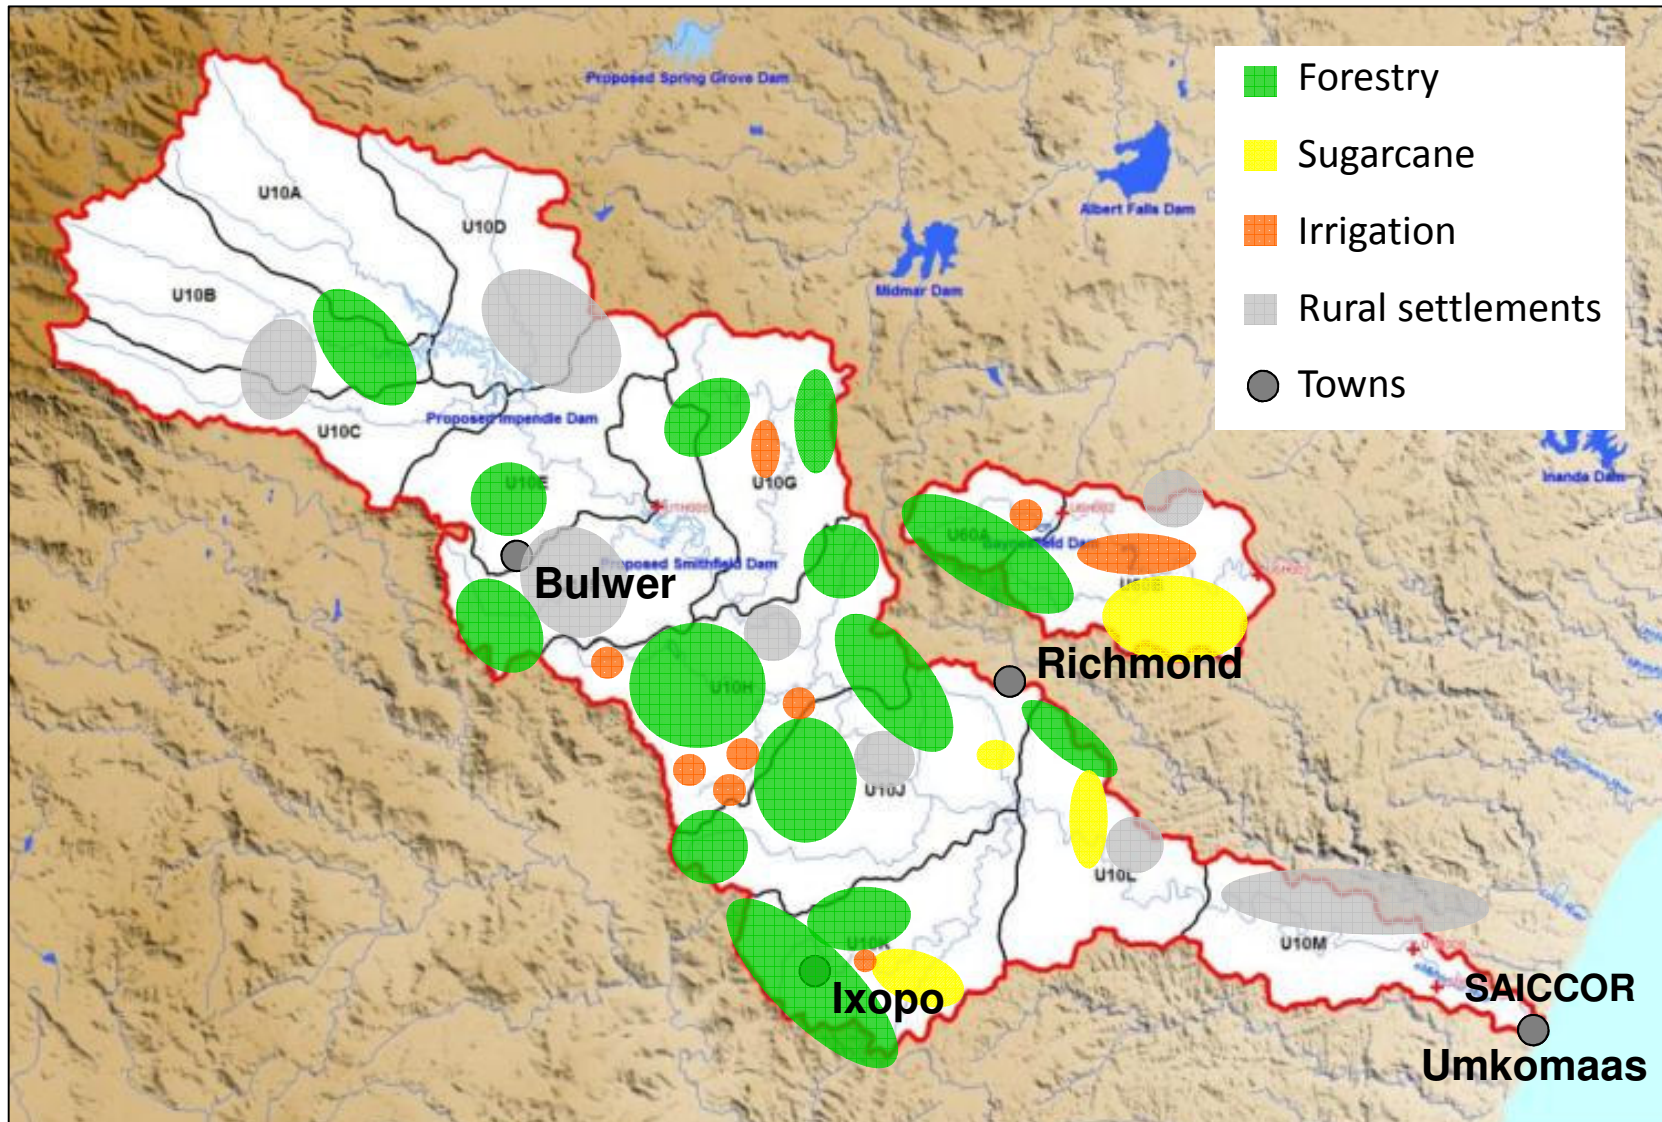 Forestry
Sugarcane
Irrigation
Rural settlements
Towns
Proposed Spring Grove Dam
Albert Falls Dam
Midmar Dam
Inanda Dam
U10A
U10D
U10B
U10C
Proposed Impendle Dam
U10E
U10G
Proposed Smithfield Dam
Bulwer
U60A
Richmond
U10H
U10J
U10L
U10K
Ixopo
U10M
SAICCOR
Umkomaas